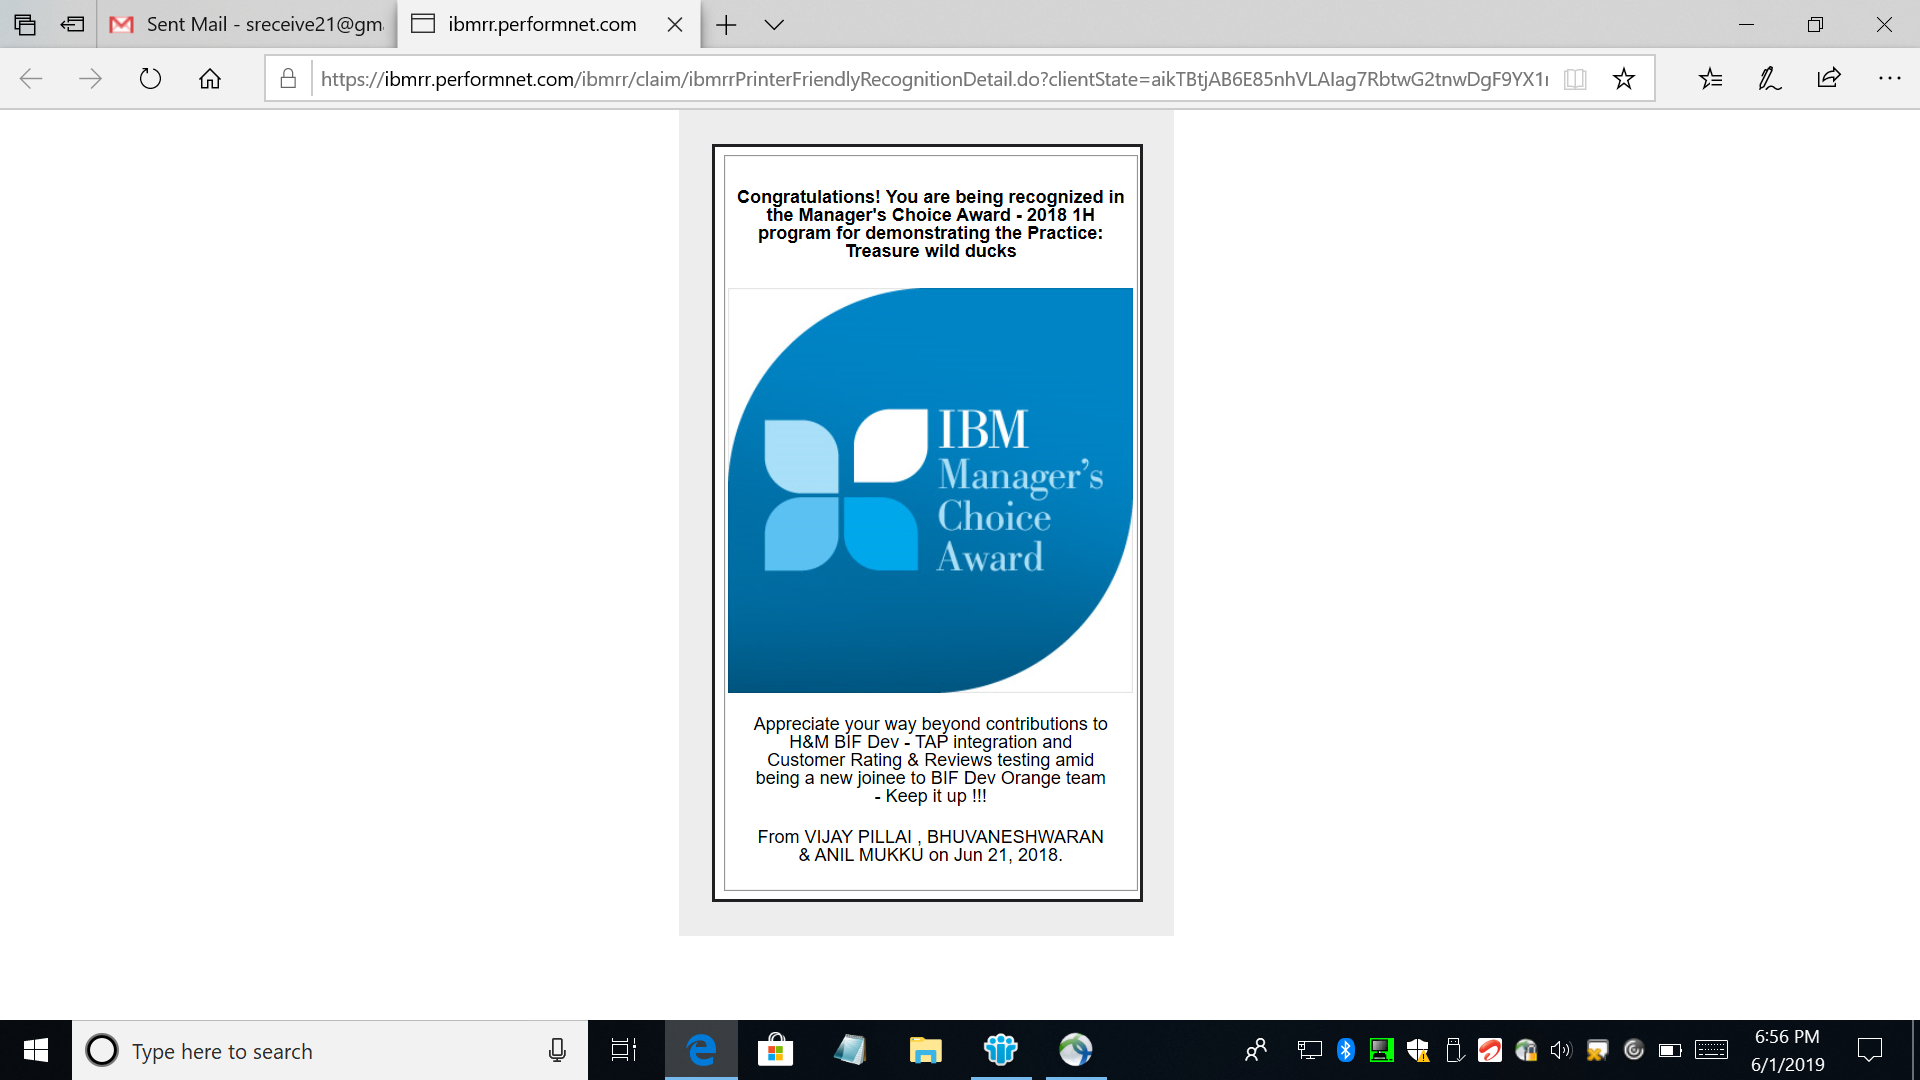 Sent Mail - sreceive21@gm
ibmrr.performnet.com
https://ibmrr.performnet.com/ibmrr/claim/ibmrrPrinterFriendlyRecognitionDetail.do?clientState=aikTBtjAB6E85nhVLAIag7RbtwG2tnwDgF9YX1
Congratulations! You are being recognized in
the Manager's Choice Award - 2018 1H
program for demonstrating the Practice:
Treasure wild ducks
IBM
Manager's
Choice
Award
Appreciate your way beyond contributions to
H&M BIF Dev - TAP integration and
Customer Rating & Reviews testing amid
being a new joinee to BIF Dev Orange team
- Keep it up !!!
From VIJAY PILLAI , BHUVANESHWARAN
& ANIL MUKKU on Jun 21, 2018.
Type here to search
6:56 PM
6/1/2019